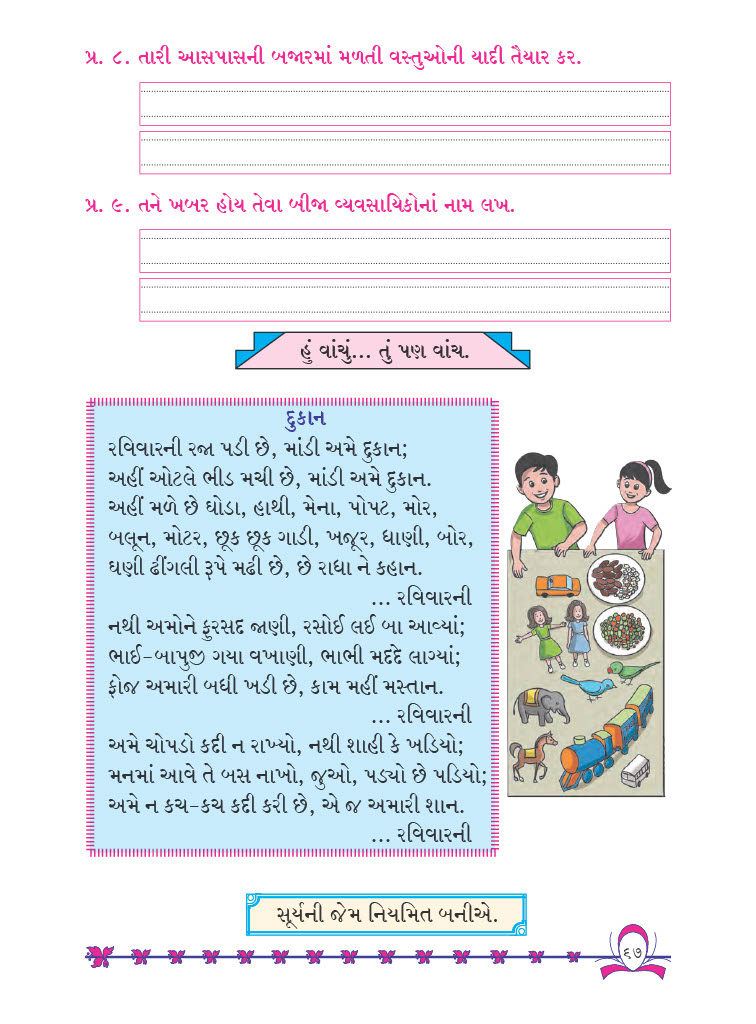 પ્ર. ૮. તારી આસપાસની બજારમાં મળતી વસ્તુઓની યાદી તૈયાર કર.
પ્ર. ૯. તને ખબર હોય તેવા બીજા વ્યવસાયિકોનાં નામ લખ.
હું વાંચું... તું પણ વાંચ.
દુકાન
રવિવારની રજા પડી છે, માંડી અમે દુકાન;
અહીં ઓટલે ભીડ મચી છે, માંડી અમે દુકાન.
અહીં મળે છે ઘોડા, હાથી, મેના, પોપટ, મોર,
બલૂન, મોટર, છૂક છૂક ગાડી, ખજૂર, ધાણી, બોર,
ઘણી ઢીંગલી રૂપે મઢી છે, છે રાધા ને કહાન.
... રવિવારની
નથી અમોને ફુરસદ જાણી, રસોઈ લઈ બા આવ્યાં;
ભાઈ-બાપુજી ગયા વખાણી, ભાભી મદદે લાગ્યાં;
ફોજ અમારી બધી ખડી છે, કામ મહીં મસ્તાન.
... રવિવારની
અમે ચોપડો કદી ન રાખ્યો, નથી શાહી કે ખડિયો;
મનમાં આવે તે બસ નાખો, જુઓ, પડ્યો છે પડિયો;
અમે ન કચ-કચ કદી કરી છે, એ જ અમારી શાન.
... રવિવારની
સૂર્યની જેમ નિયમિત બનીએ.
૬૭